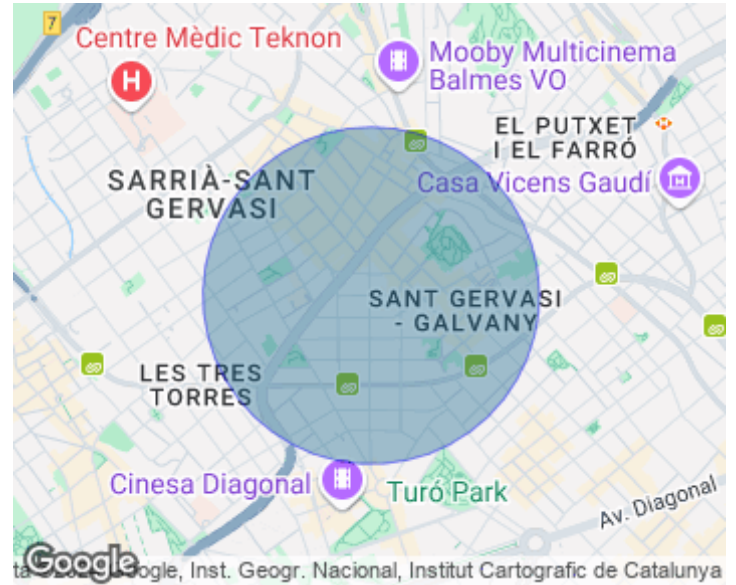 7
Centre Mèdic Teknon
H
Mooby Multicinema
Balmes VO
EL PUTXET
I EL FARRÓ
SARRIÀ-SANT
GERVASI
Casa Vicens Gaudí
SANT GERVASI
- GALVANY
LES TRES
TORRES
Cinesa Diagonal
Turó Park
Av. Diagonal
Google
Google, Inst. Geogr. Nacional, Institut Cartografic de Catalunya